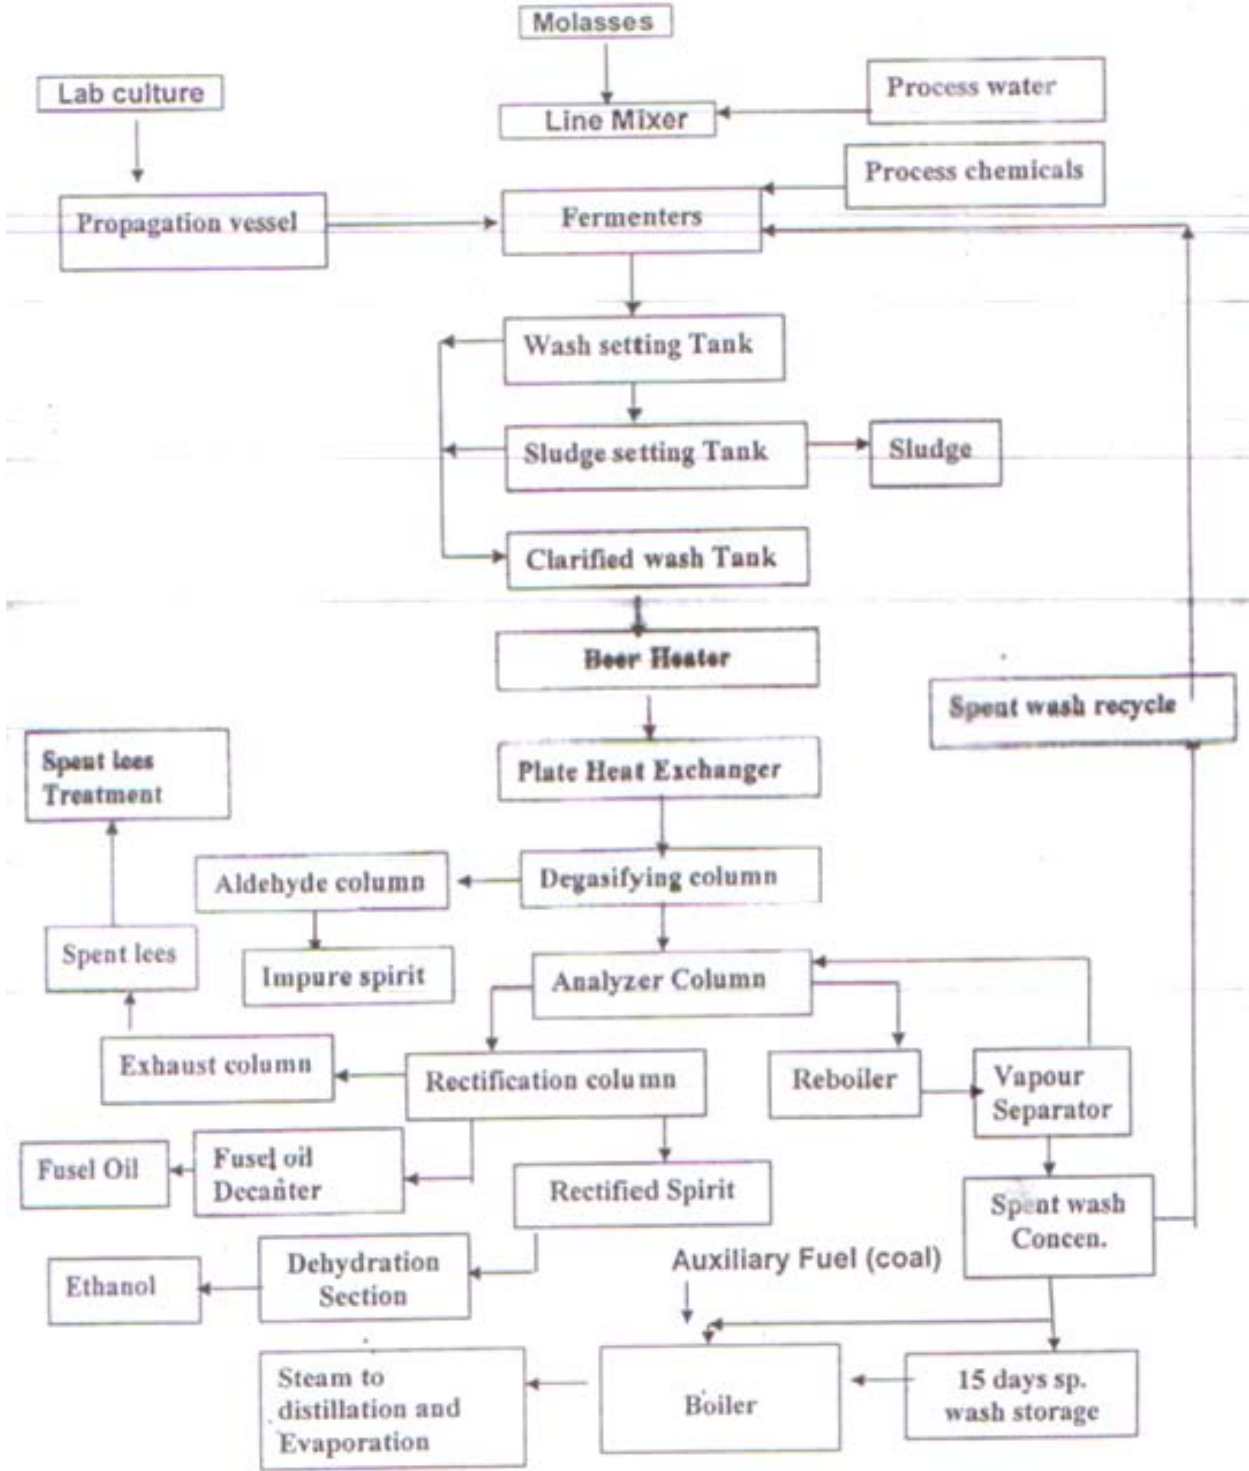 Molasses
Lab culture
Process water
Line Mixer
Process chemicals
Propagation vessel
Fermenters
Wash setting Tank
Sludge setting Tank
Sludge
Clarified wash Tank
Beer Heater
Spent wash recycle
Spent lees
Treatment
Plate Heat Exchanger
Aldehyde column
Degasifying column
Spent lees
Impure spirit
Analyzer Column
Exhaust column
Rectification column
Reboiler
Vapour
Separator
Fusel Oil
Fusel oil
Decanter
Rectified Spirit
Spent wash
Concen.
Auxiliary Fuel (coal)
Ethanol
Dehydration
Section
Steam to
distillation and
Evaporation
Boiler
15 days sp.
wash storage